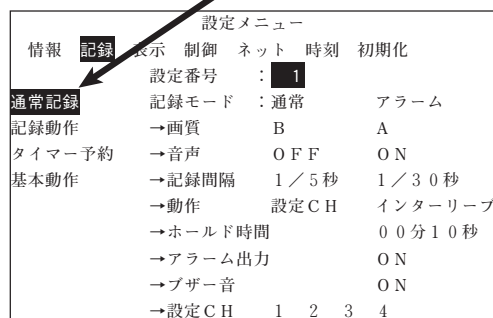 設定メニュー
情報 記録 表示 制御 ネット 時刻 初期化
設定番号 : 1
通常記録 記録モード :通常 アラーム
記録動作 →画質 B A
タイマー予約 →音声 OFF ON
基本動作 →記録間隔 1/5秒 1/30秒
→動作 設定CH インターリーブ
→ホールド時間 00分10秒
→アラーム出力 ON
→ブザー音 ON
→設定CH 1 2 3 4